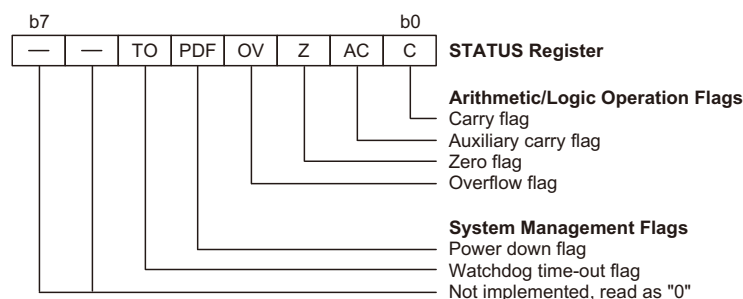 b7 b0
— — TO PDF OV Z AC C STATUS Register
Arithmetic/Logic Operation Flags
Carry flag
Auxiliary carry flag
Zero flag
Overflow flag
System Management Flags
Power down flag
Watchdog time-out flag
Not implemented, read as "0"